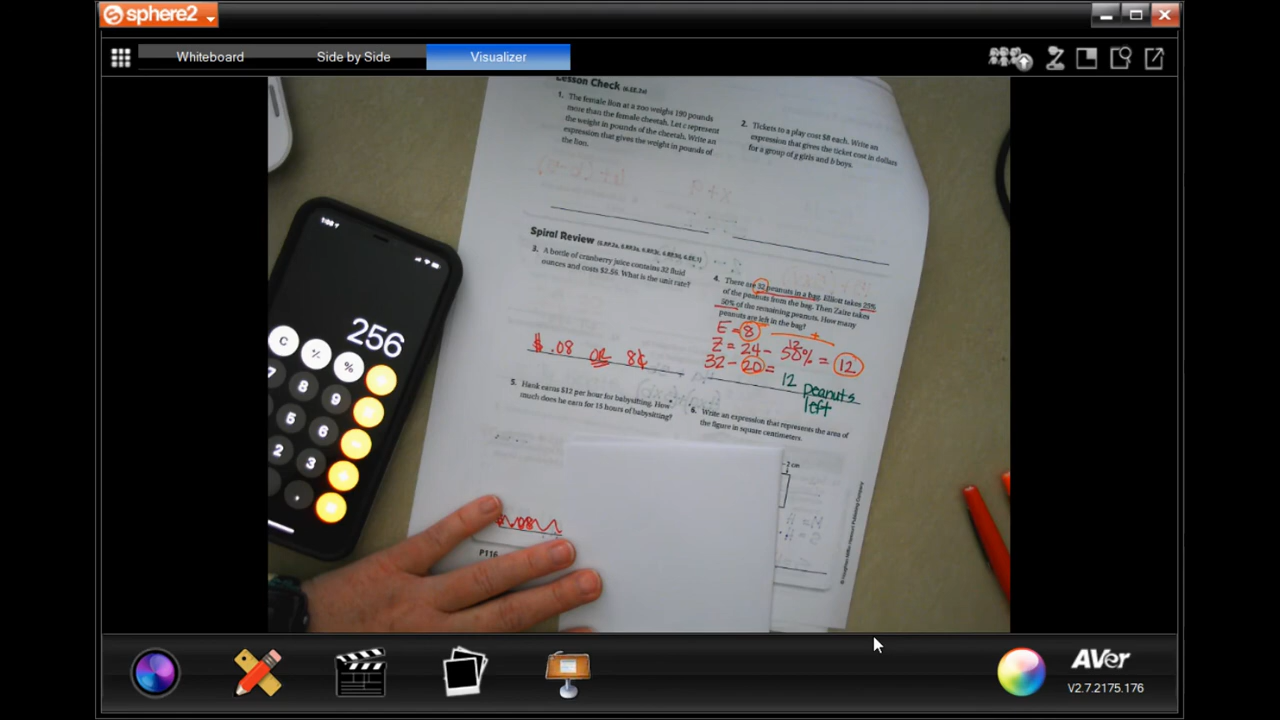 sphere2
Whiteboard
Side by Side
Visualizer
Lesson Check (6.EE.2a)
1. The female lion at a zoo weighs 190 pounds
more than the female cheetah. Let c represent
the weight in pounds of the cheetah. Write an
expression that gives the weight in pounds of
the lion.
2. Tickets to a play cost $8 each. Write an
expression that gives the ticket cost in dollars
for a group of g girls and b boys.
Spiral Review
3. A bottle of cranberry juice contains 32 fluid
ounces and costs $2.56. What is the unit rate?
$.08 OR 8¢
4. There are 32 peanuts in a bag. Elliott takes 25%
of the peanuts from the bag. Then Zaire takes
50% of the remaining peanuts. How many
peanuts are left in the bag?
E = 8
+
12
Z = 24 - 50% = 12
32 - 20 =
12 peanuts
left
5. Hank earns $12 per hour for babysitting. How
much does he earn for 15 hours of babysitting?
.08
P116
6. Write an expression that represents the area of
the figure in square centimeters.
2 cm
256
C
%
7
8
9
5
6
2
3
AVer
V2.7.2175.176